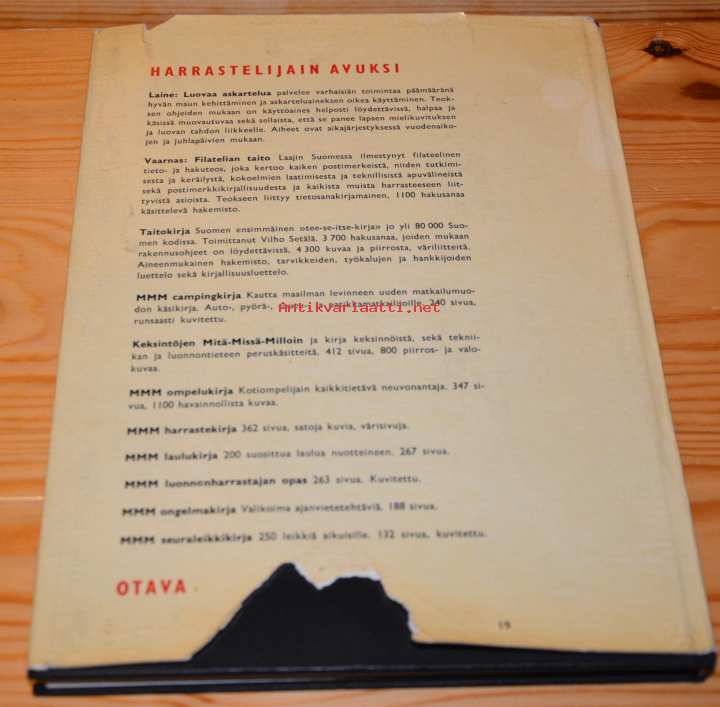 HARRASTELIJAIN AVUKSI
Laine: Luovaa askartelua palvelee varhaisiän toimintaa päämääränä
hyvän maun kehittäminen ja askarteluaineksen oikea käyttäminen. Teok-
sen ohjeiden mukaan on käyttöaines helposti löydettävissä, halpaa ja
käsissä muovautuvaa sekä sellaista, että se panee lapsen mielikuvituksen
ja luovan tahdon liikkeelle. Aiheet ovat aikajärjestyksessä vuodenaiko-
jen ja juhlapäivien mukaan.
Vaarnas: Filatelian taito Laajin Suomessa ilmestynyt filateelinen
tieto- ja hakuteos, joka kertoo kaiken postimerkeistä, niiden tutkimi-
sesta ja keräilystä, kokoelmien laatimisesta ja teknillisistä apuvälineistä
sekä postimerkkikirjallisuudesta ja kaikista muista harrasteeseen liit-
tyvistä asioista. Teokseen liittyy tietosanakirjamainen, 1100 hakusanaa
käsittelevä hakemisto.
Taitokirja Suomen ensimmäinen »tee-se-itse-kirja» jo yli 80 000 Suo-
men kodissa. Toimittanut Vilho Setälä. 3 700 hakusanaa, joiden mukaan
rakennusohjeet on löydettävissä, 4 300 kuvaa ja piirrosta, väriliitteitä.
Aineenmukainen hakemisto, tarvikkeiden, työkalujen ja hankkijoiden
luettelo sekä kirjallisuusluettelo.
MMM campingkirja Kautta maailman levinneen uuden matkailumuo-
don käsikirja. Auto-, pyörä-, patikkamatkailijoille. 240 sivua,
runsaasti kuvitettu.
Antikvariaatti.net
Keksintöjen Mitä-Missä-Milloin ja kirja keksinnöistä, sekä teknii-
kan ja luonnontieteen peruskäsitteitä. 412 sivua, 800 piirros- ja valo-
kuvaa.
MMM ompelukirja Kotiompelijain kaikkitietävä neuvonantaja. 347 si-
vua, 1100 havainnollista kuvaa.
MMM harrastekirja 362 sivua, satoja kuvia, värisivuja.
MMM laulukirja 200 suosittua laulua nuotteineen. 267 sivua.
MMM luonnonharrastajan opas 263 sivua. Kuvitettu.
MMM ongelmakirja Valikoima ajanvietetehtäviä. 188 sivua.
MMM seuraleikkikirja 250 leikkiä aikuisille. 132 sivua, kuvitettu.
OTAVA
19